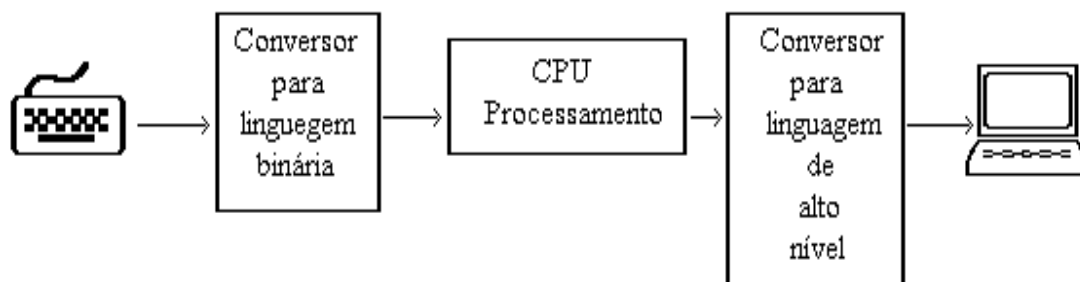 Conversor
para
linguegem
binária
CPU
Processamento
Conversor
para
linguagem
de
alto
nível